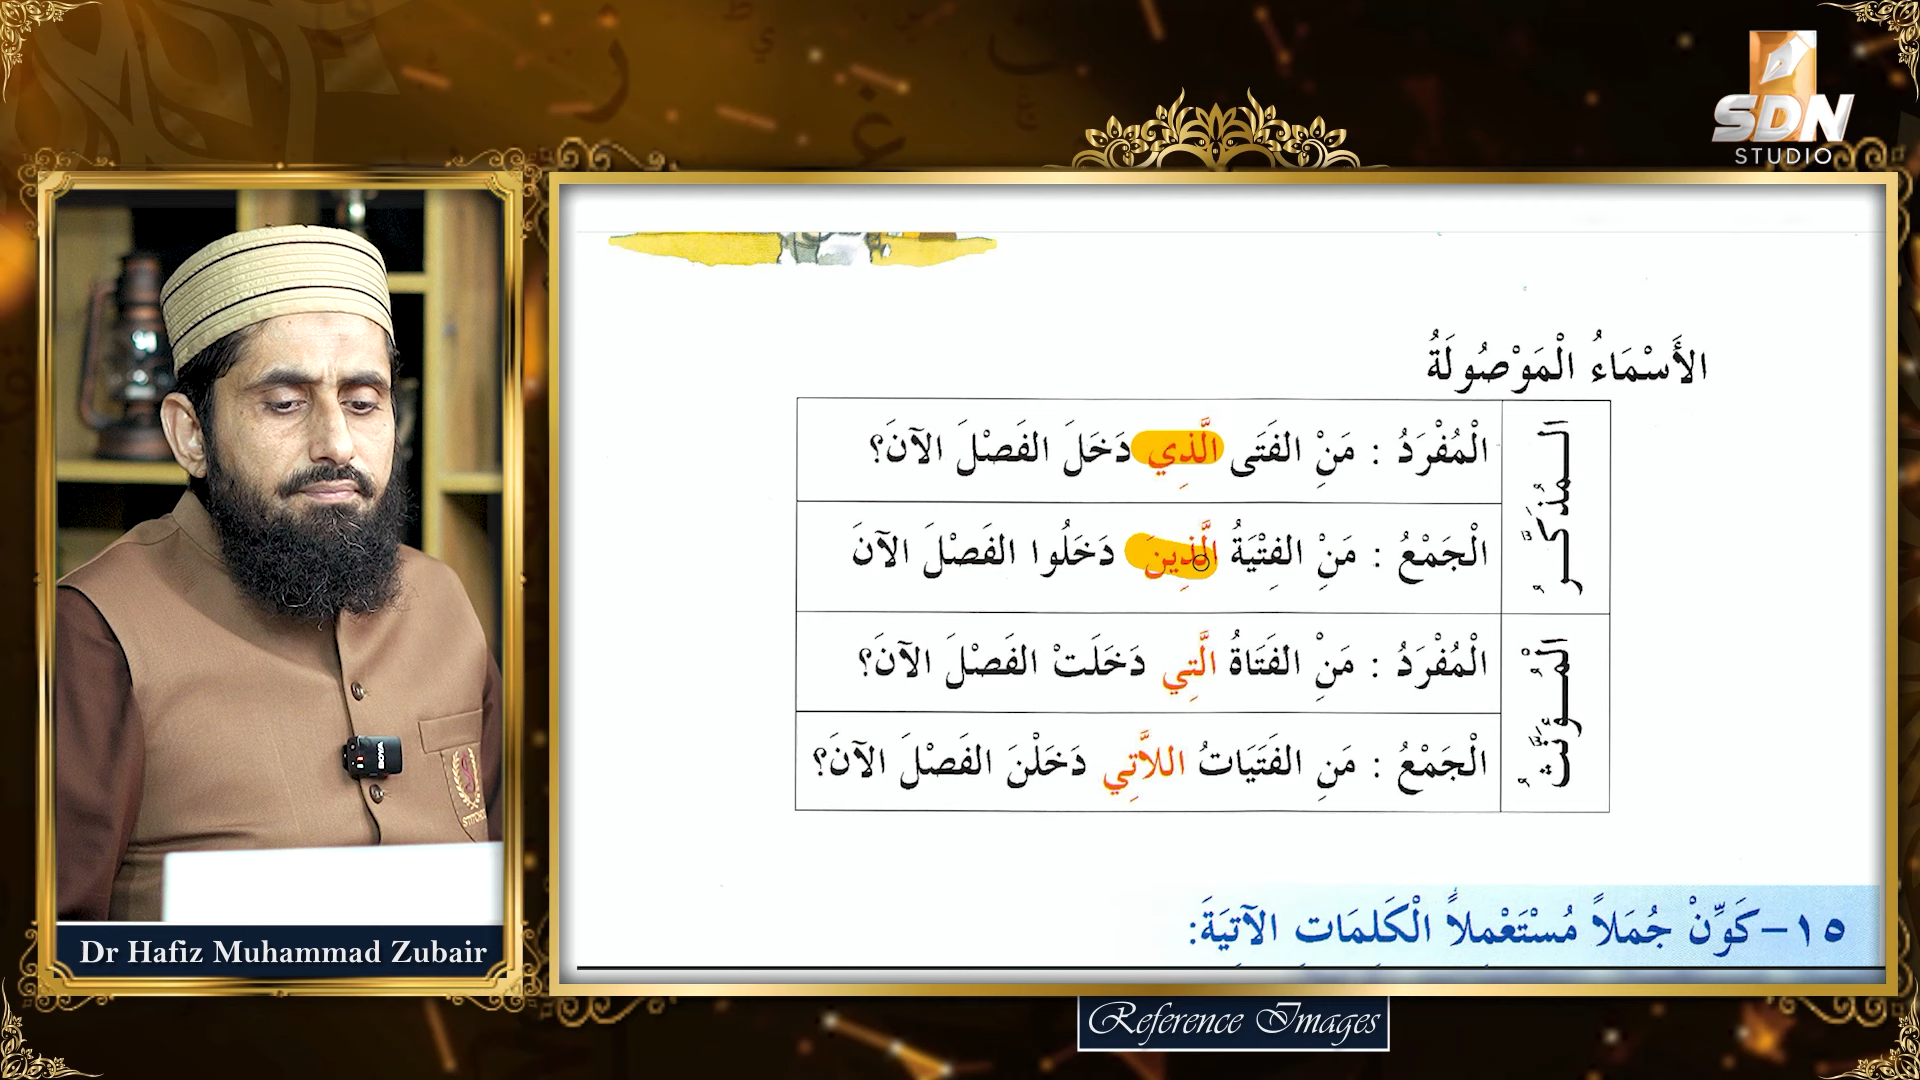 SDN
STUDIO
الأَسْمَاءُ الْمَوْصُولَةُ
الْمُذَكَّرُ
الْمُفْرَدُ : مَنِ الفَتَى الَّذِي دَخَلَ الفَصْلَ الآنَ؟
الْجَمْعُ : مَنِ الفِتْيَةُ الَّذِينَ دَخَلُوا الفَصْلَ الآنَ
الْمُؤَنَّثُ
الْمُفْرَدُ : مَنِ الفَتَاةُ الَّتِي دَخَلَتْ الفَصْلَ الآنَ؟
الْجَمْعُ : مَنِ الفَتَيَاتُ اللاَّتِي دَخَلْنَ الفَصْلَ الآنَ؟
١٥-كَوِّنْ جُمَلاً مُسْتَعْمِلاً الْكَلِمَاتِ الآتِيَةَ:
BOYA
Dr Hafiz Muhammad Zubair
Reference Images